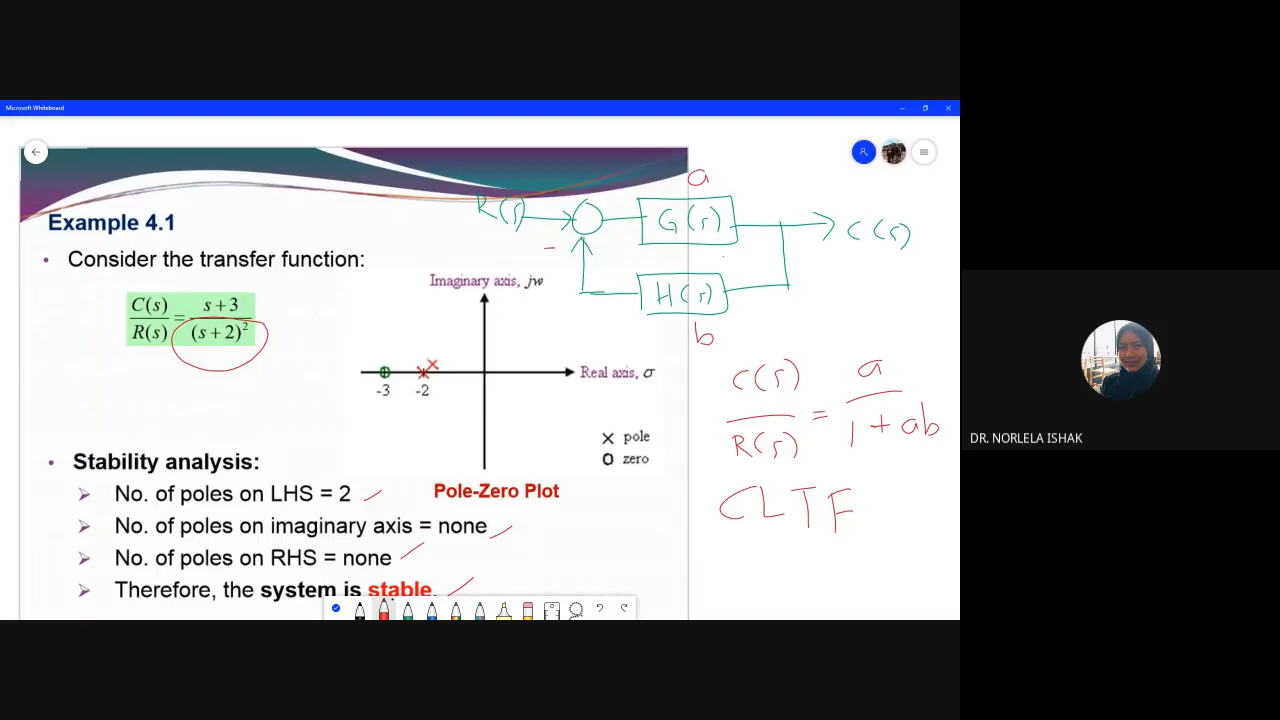 Microsoft Whiteboard
Example 4.1
• Consider the transfer function:
C(s)/R(s) = s+3/(s+2)²
Imaginary axis, jw
Real axis, σ
-3 -2
× pole
o zero
Pole-Zero Plot
• Stability analysis:
➢ No. of poles on LHS = 2
➢ No. of poles on imaginary axis = none
➢ No. of poles on RHS = none
➢ Therefore, the system is stable.
a
R(s) G(s) C(s)
-
H(s)
b
C(s)/R(s) = a/1 + ab
CLTF
DR. NORLELA ISHAK